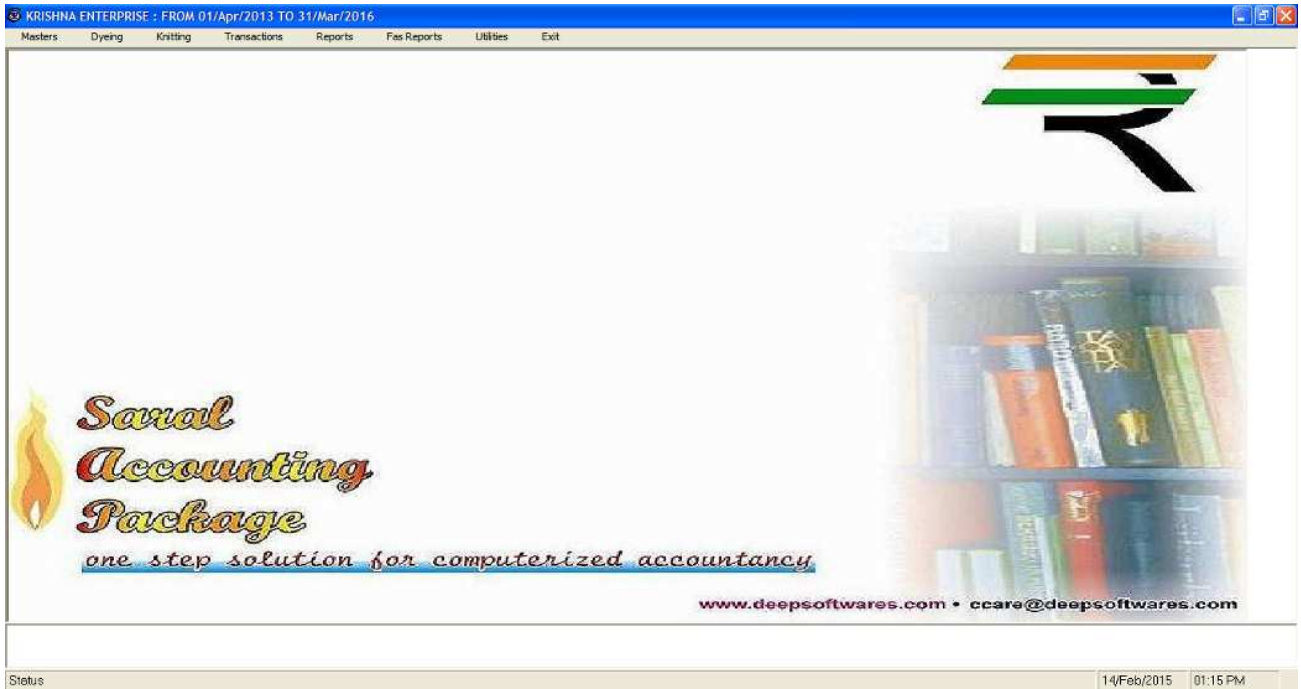 KRISHNA ENTERPRISE : FROM 01/Apr/2013 TO 31/Mar/2016
Masters Dyeing Knitting Transactions Reports Fas Reports Utilities Exit
Saral
Accounting
Package
one step solution for computerized accountancy
www.deepsoftwares.com • ccare@deepsoftwares.com
Status 14/Feb/2015 01:15 PM